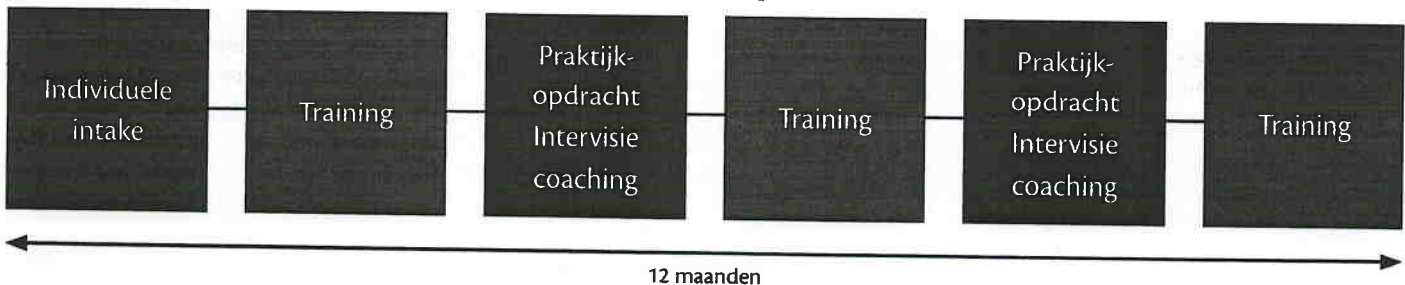 Individuele
intake
Training
Praktijk-
opdracht
Intervisie
coaching
Training
Praktijk-
opdracht
Intervisie
coaching
Training
12 maanden